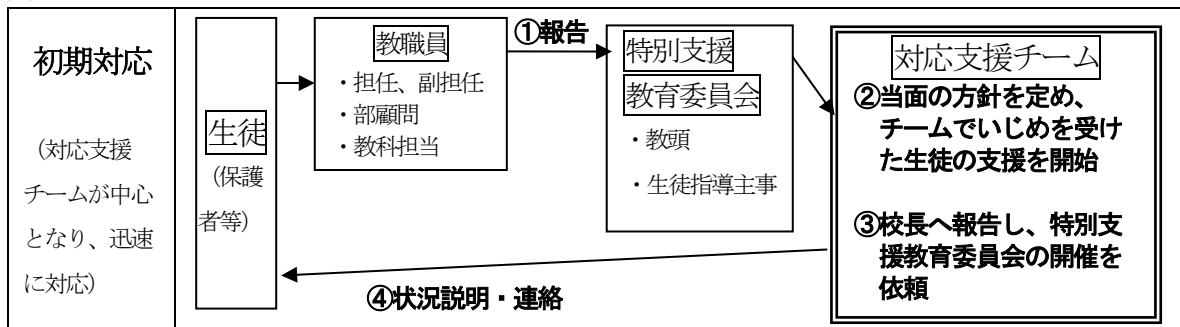 初期対応
（対応支援
チームが中心
となり、迅速
に対応）
生徒
（保護
者等）
教職員
・担任、副担任
・部顧問
・教科担当
①報告
特別支援
教育委員会
・教頭
・生徒指導主事
対応支援チーム
②当面の方針を定め、
チームでいじめを受け
た生徒の支援を開始
③校長へ報告し、特別支
援教育委員会の開催を
依頼
④状況説明・連絡